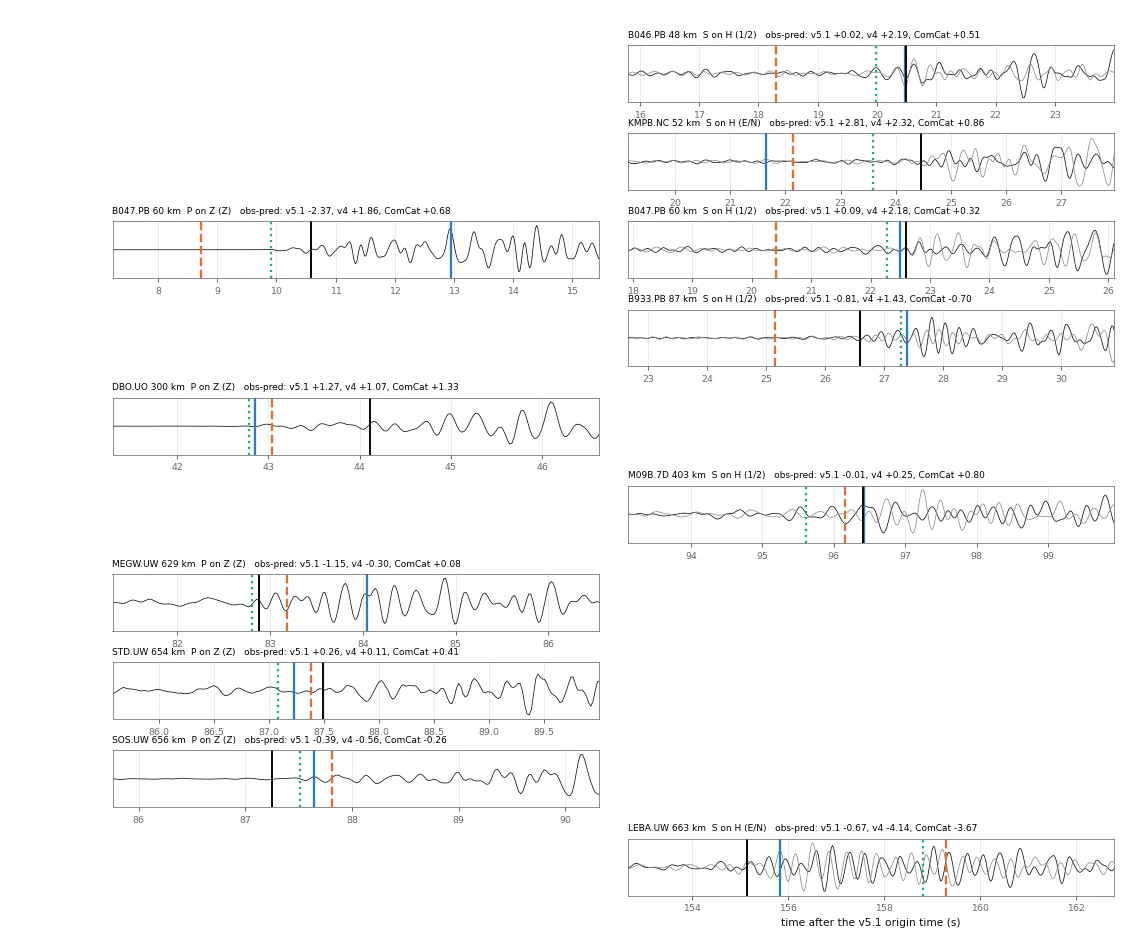 B046.PB 48 km  S on H (1/2)   obs-pred: v5.1 +0.02, v4 +2.19, ComCat +0.51
16 17 18 19 20 21 22 23
KMPB.NC 52 km  S on H (E/N)   obs-pred: v5.1 +2.81, v4 +2.32, ComCat +0.86
20 21 22 23 24 25 26 27
B047.PB 60 km  P on Z (Z)   obs-pred: v5.1 -2.37, v4 +1.86, ComCat +0.68
8 9 10 11 12 13 14 15
B047.PB 60 km  S on H (1/2)   obs-pred: v5.1 +0.09, v4 +2.18, ComCat +0.32
18 19 20 21 22 23 24 25 26
B933.PB 87 km  S on H (1/2)   obs-pred: v5.1 -0.81, v4 +1.43, ComCat -0.70
23 24 25 26 27 28 29 30
DBO.UO 300 km  P on Z (Z)   obs-pred: v5.1 +1.27, v4 +1.07, ComCat +1.33
42 43 44 45 46
M09B.7D 403 km  S on H (1/2)   obs-pred: v5.1 -0.01, v4 +0.25, ComCat +0.80
94 95 96 97 98 99
MEGW.UW 629 km  P on Z (Z)   obs-pred: v5.1 -1.15, v4 -0.30, ComCat +0.08
82 83 84 85 86
STD.UW 654 km  P on Z (Z)   obs-pred: v5.1 +0.26, v4 +0.11, ComCat +0.41
86.0 86.5 87.0 87.5 88.0 88.5 89.0 89.5
SOS.UW 656 km  P on Z (Z)   obs-pred: v5.1 -0.39, v4 -0.56, ComCat -0.26
86 87 88 89 90
LEBA.UW 663 km  S on H (E/N)   obs-pred: v5.1 -0.67, v4 -4.14, ComCat -3.67
154 156 158 160 162
time after the v5.1 origin time (s)